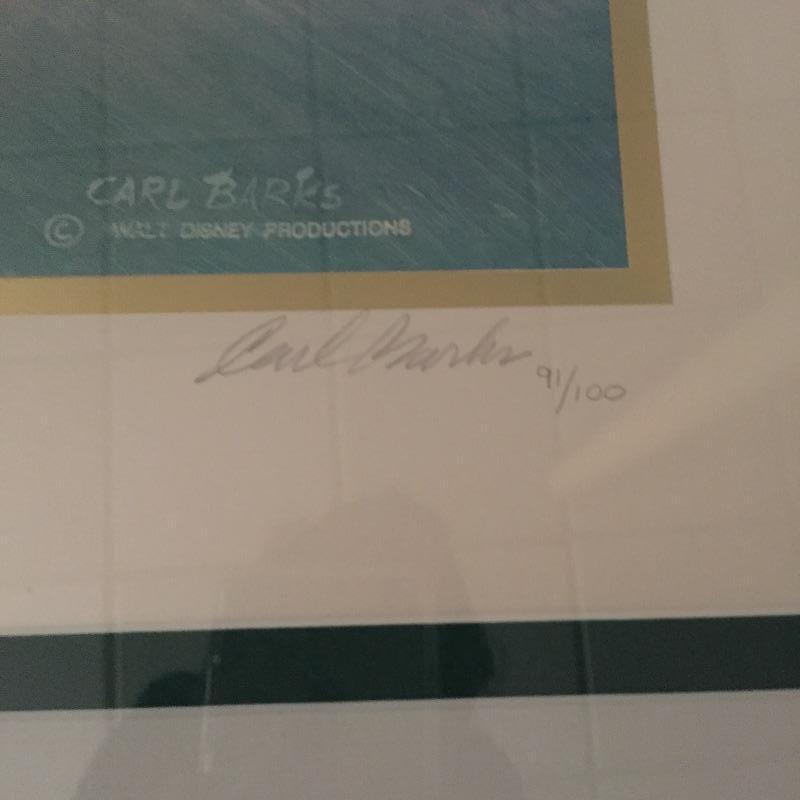 CARL BARKS
© WALT DISNEY PRODUCTIONS
Carl Barks 91/100